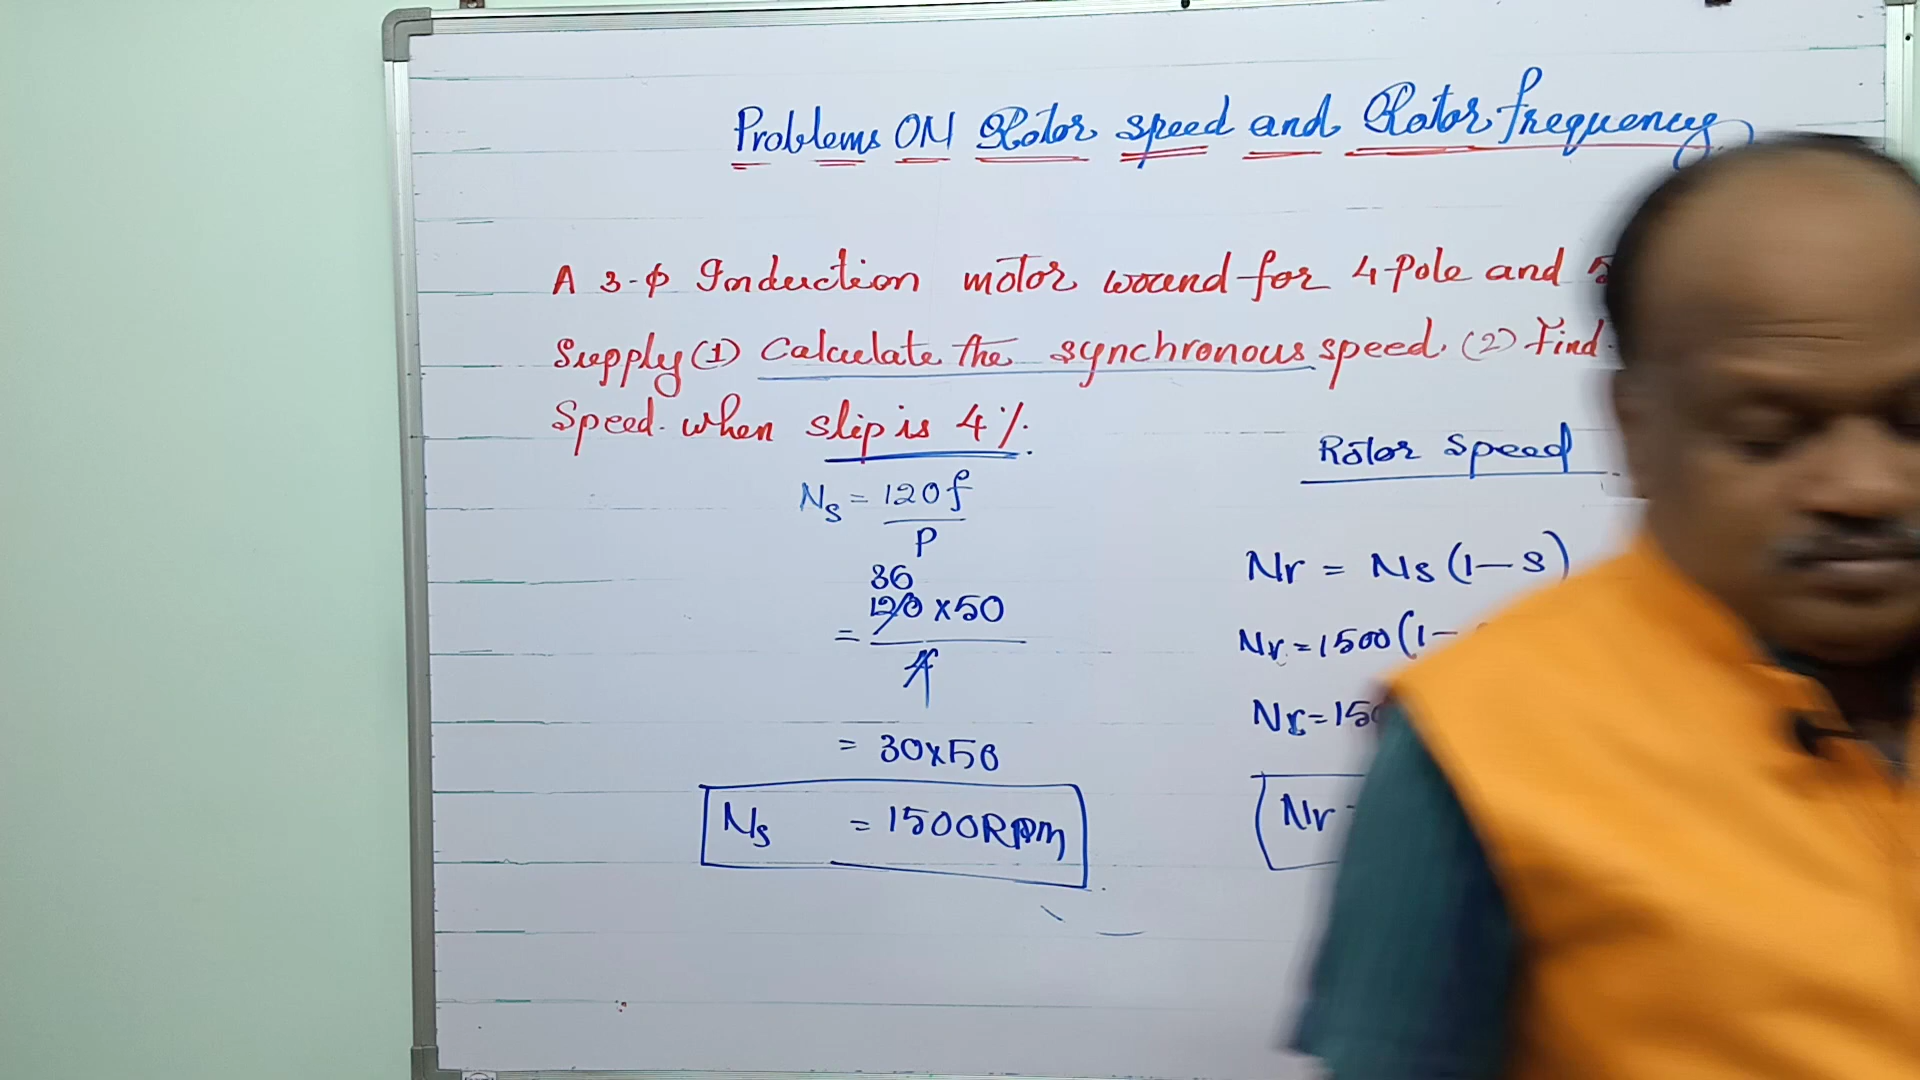 Problems ON Rotor speed and Rotor frequency
A 3-ϕ Induction motor wound for 4-Pole and
Supply (1) Calculate the synchronous speed. (2) Find
Speed. when slip is 4%.
Ns = 120f
P
30
= 120 x 50
4
= 30x50
Ns = 1500RPM
Rotor Speed
Nr = Ns (1-s)
Nr = 1500 (1-
Nr = 150
Nr =